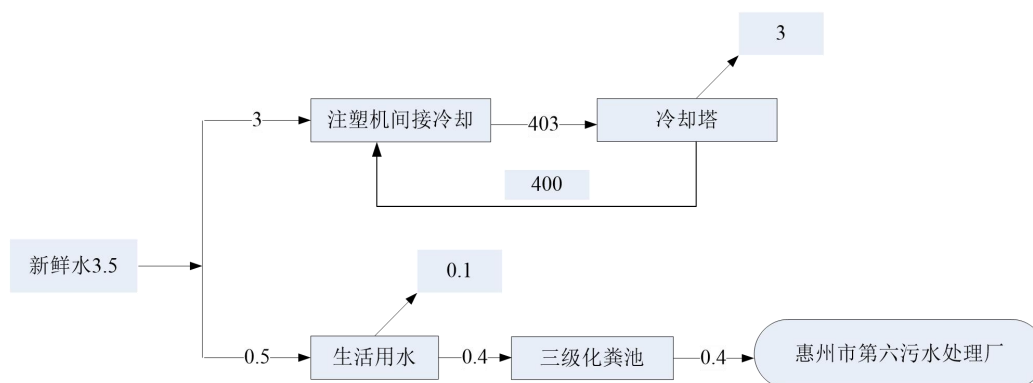 3
3
注塑机间接冷却
403
冷却塔
400
新鲜水3.5
0.1
0.5
生活用水
0.4
三级化粪池
0.4
惠州市第六污水处理厂